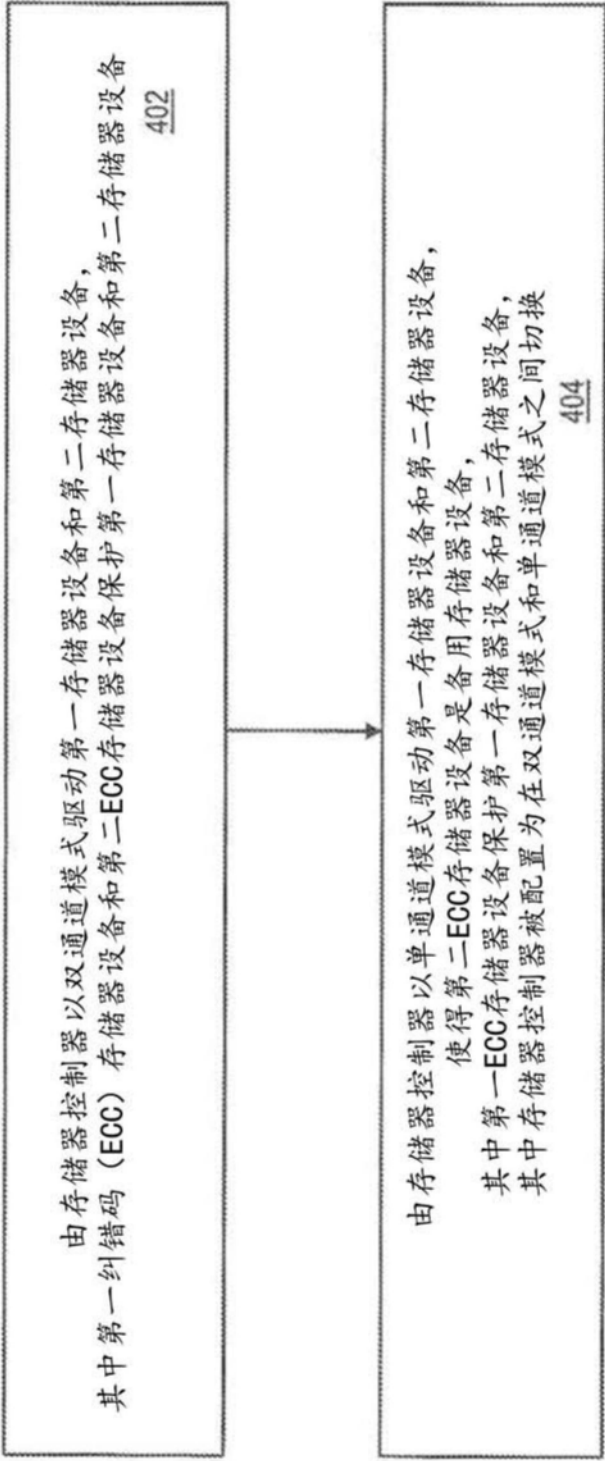 由存储器控制器以双通道模式驱动第一存储器设备和第二存储器设备，
其中第一纠错码（ECC）存储器设备和第二ECC存储器设备保护第一存储器设备和第二存储器设备
402
由存储器控制器以单通道模式驱动第一存储器设备和第二存储器设备，
使得第二ECC存储器设备是备用存储器设备，
其中第一ECC存储器设备保护第一存储器设备和第二存储器设备，
其中存储器控制器被配置为在双通道模式和单通道模式之间切换
404